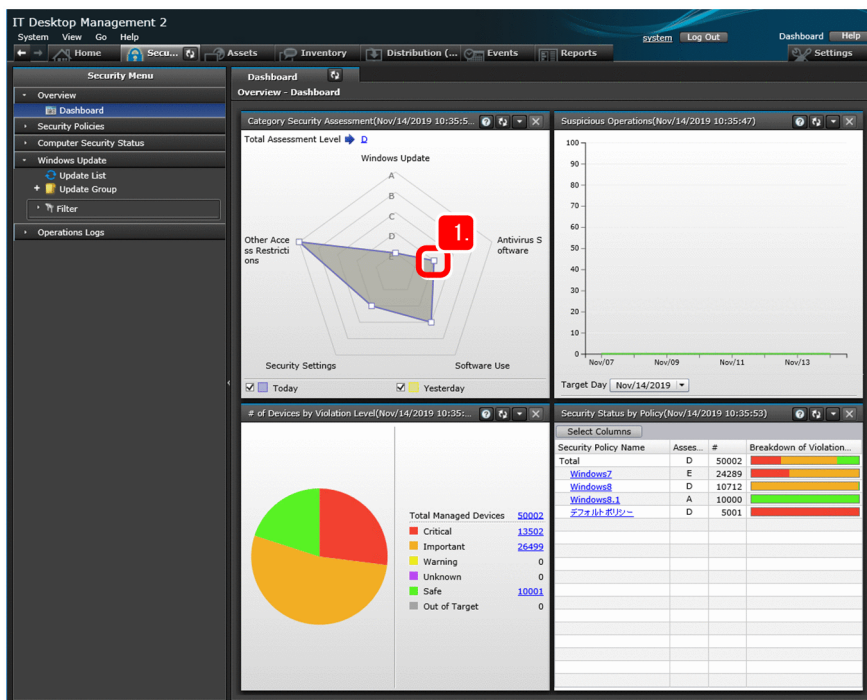 IT Desktop Management 2
System View Go Help
system Log Out Dashboard Help
Home Secu... Assets Inventory Distribution (... Events Reports Settings
Security Menu
Overview
Dashboard
Security Policies
Computer Security Status
Windows Update
Update List
Update Group
Filter
Operations Logs
Dashboard
Overview - Dashboard
Category Security Assessment(Nov/14/2019 10:35:5...
Total Assessment Level D
Windows Update
A
B
C
D
1.
Other Acce
ss Restricti
ons
Antivirus S
oftware
Security Settings
Software Use
Today
Yesterday
Suspicious Operations(Nov/14/2019 10:35:47)
100
90
80
70
60
50
40
30
20
10
0
Nov/07 Nov/09 Nov/11 Nov/13
Target Day Nov/14/2019
# of Devices by Violation Level(Nov/14/2019 10:35:...
Total Managed Devices 50002
Critical 13502
Important 26499
Warning 0
Unknown 0
Safe 10001
Out of Target 0
Security Status by Policy(Nov/14/2019 10:35:53)
Select Columns
Security Policy Name Asses... # Breakdown of Violation...
Total D 50002
Windows7 E 24289
Windows8 D 10712
Windows8.1 A 10000
デフォルトポリシー D 5001